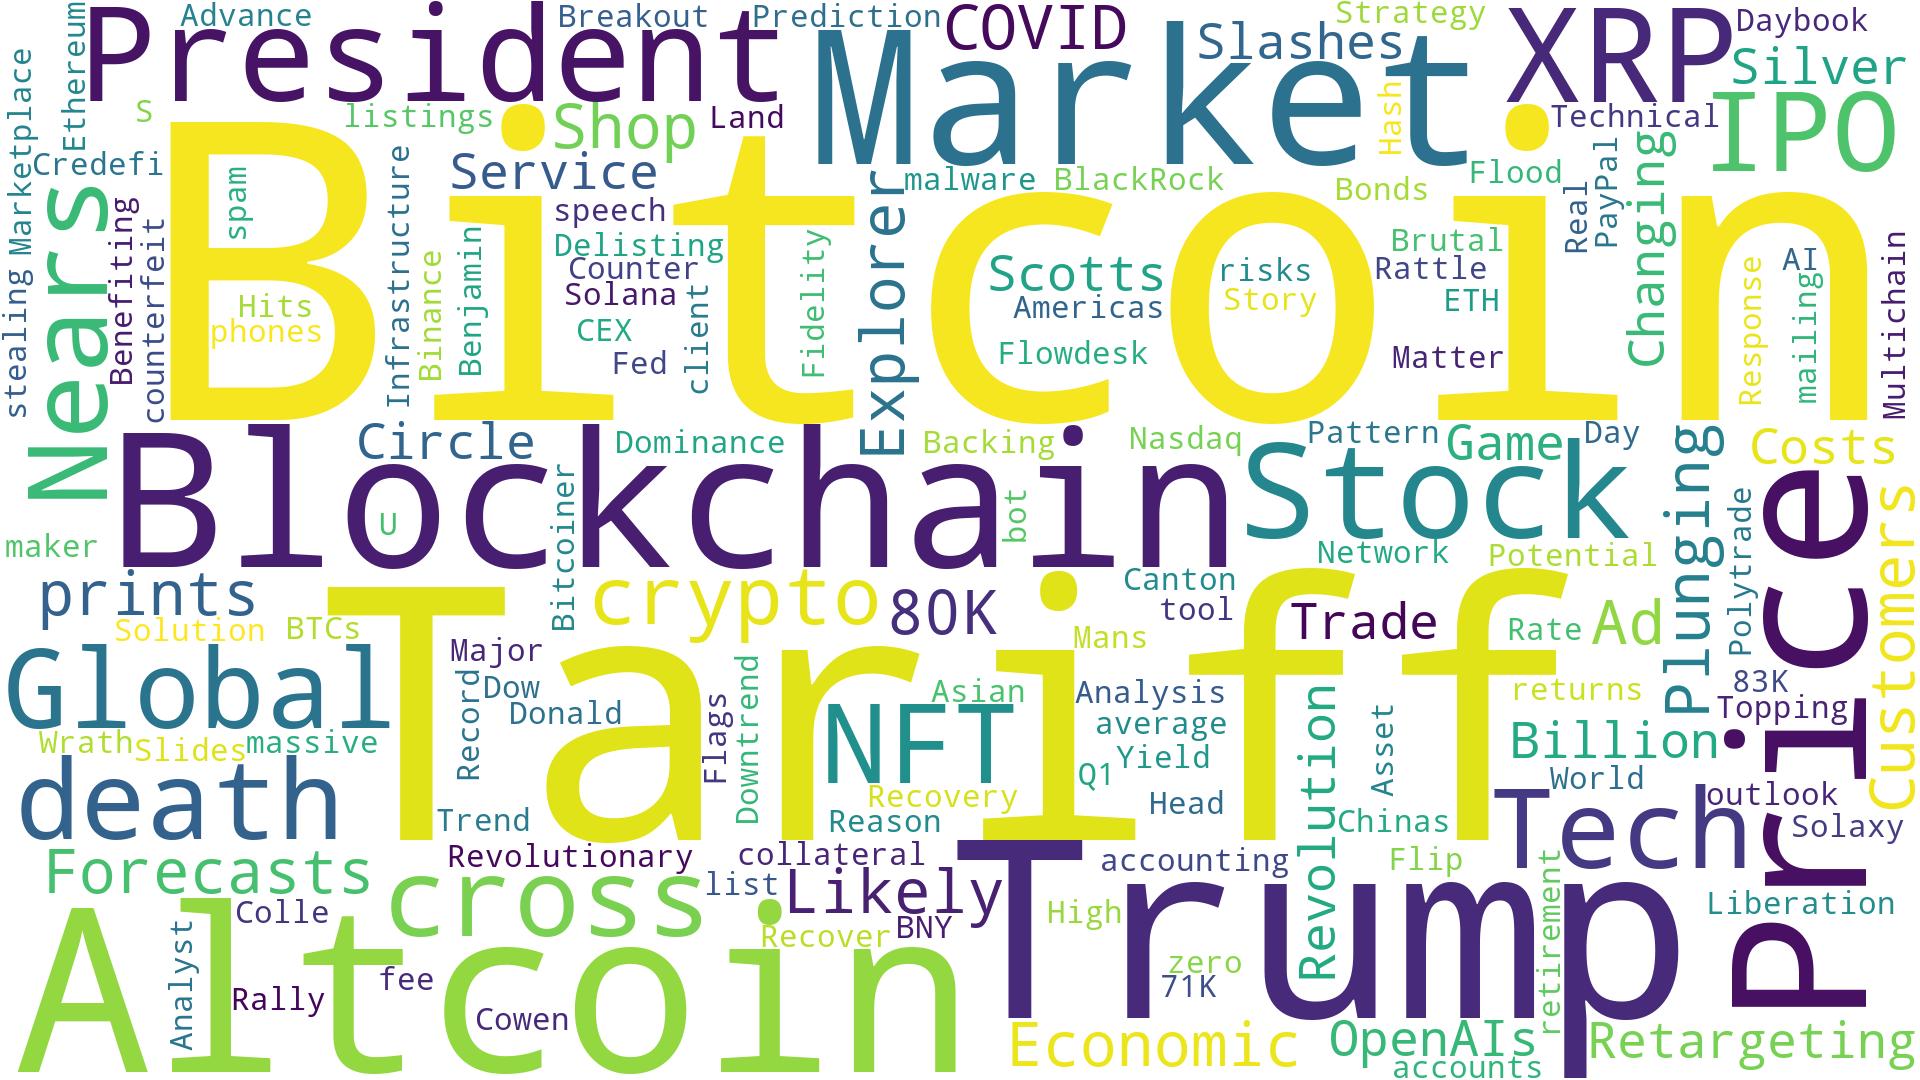 President
Advance
Breakout
Prediction
COVID
Market
Slashes
Strategy
XRP
Daybook
Silver
IPO
Ethereum
Marketplace
stealing
S
listings
Shop
Land
Hash
Technical
Credefi
Nears
Benefiting
counterfeit
spam
Bitcoin
Service
Infrastructure
Binance
Benjamin
speech
Delisting
Counter
Solana
CEX
Fed
client
Fidelity
Explorer
malware
BlackRock
Bonds
Flood
Real
PayPal
Changing
Scotts
Americas
Flowdesk
risks
Story
Brutal
Rattle
ETH
Matter
Response
AI
mailing
Multichain
Hits
phones
Circle
Dominance
Backing
Nasdaq
Pattern
Game
Day
Costs
Blockchain
Stock
Plunging
Price
Customers
U
Bitcoiner
bot
maker
Network
Potential
Polytrade
prints
Solution
BTCs
crypto
80K
Canton
tool
Mans
Trade
Rate
Ad
Global
Tariff
Major
Record
Dow
Donald
Flags
Downtrend
Asian
NFT
Analysis
average
Yield
Q1
Head
Revolution
Asset
returns
Billion
83K
Topping
World
Wrath
Slides
massive
death
Trend
Recovery
Reason
Chinas
Tech
outlook
Solaxy
Forecasts
Revolutionary
collateral
accounting
Flip
cross
list
Likely
Trump
retirement
Liberation
Altcoin
Colle
Analyst
Rally
fee
Cowen
Recover
BNY
High
zero
71K
Economic
OpenAIs
accounts
Retargeting